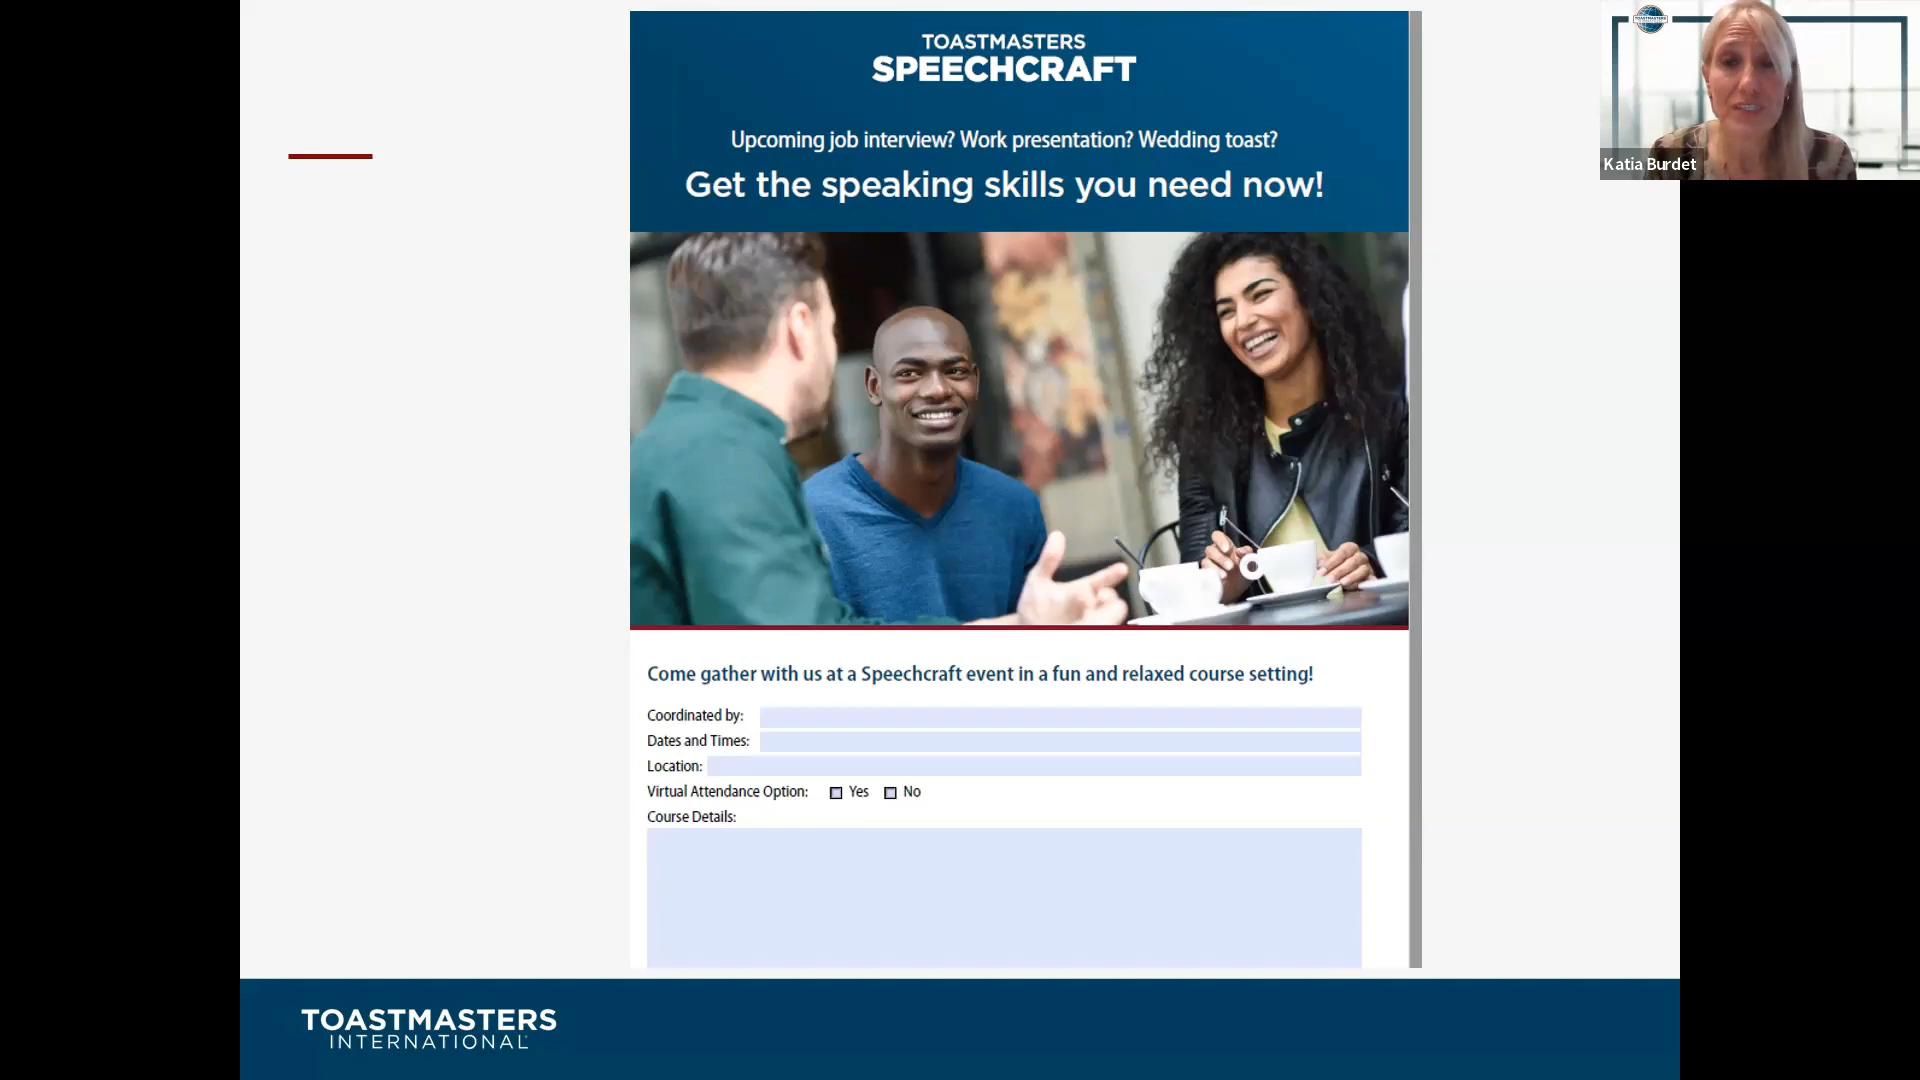 TOASTMASTERS
SPEECHCRAFT
Upcoming job interview? Work presentation? Wedding toast?
Get the speaking skills you need now!
Come gather with us at a Speechcraft event in a fun and relaxed course setting!
Coordinated by:
Dates and Times:
Location:
Virtual Attendance Option: Yes No
Course Details:
TOASTMASTERS
INTERNATIONAL
TOASTMASTERS
Katia Burdet